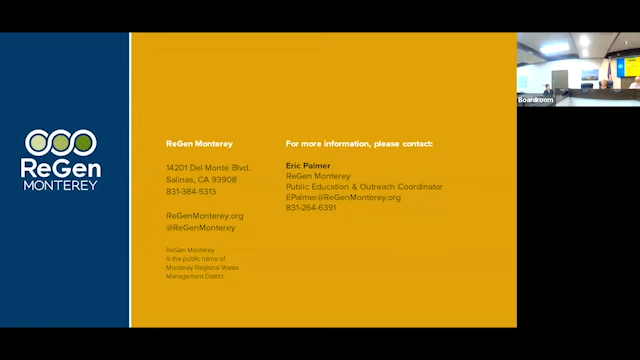 ReGen
MONTEREY
ReGen Monterey
14201 Del Monte Blvd.
Salinas, CA 93908
831-384-5313
ReGenMonterey.org
@ReGenMonterey
ReGen Monterey
is the public name of
Monterey Regional Waste
Management District
For more information, please contact:
Eric Palmer
ReGen Monterey
Public Education & Outreach Coordinator
EPalmer@ReGenMonterey.org
831-264-6391
Boardroom